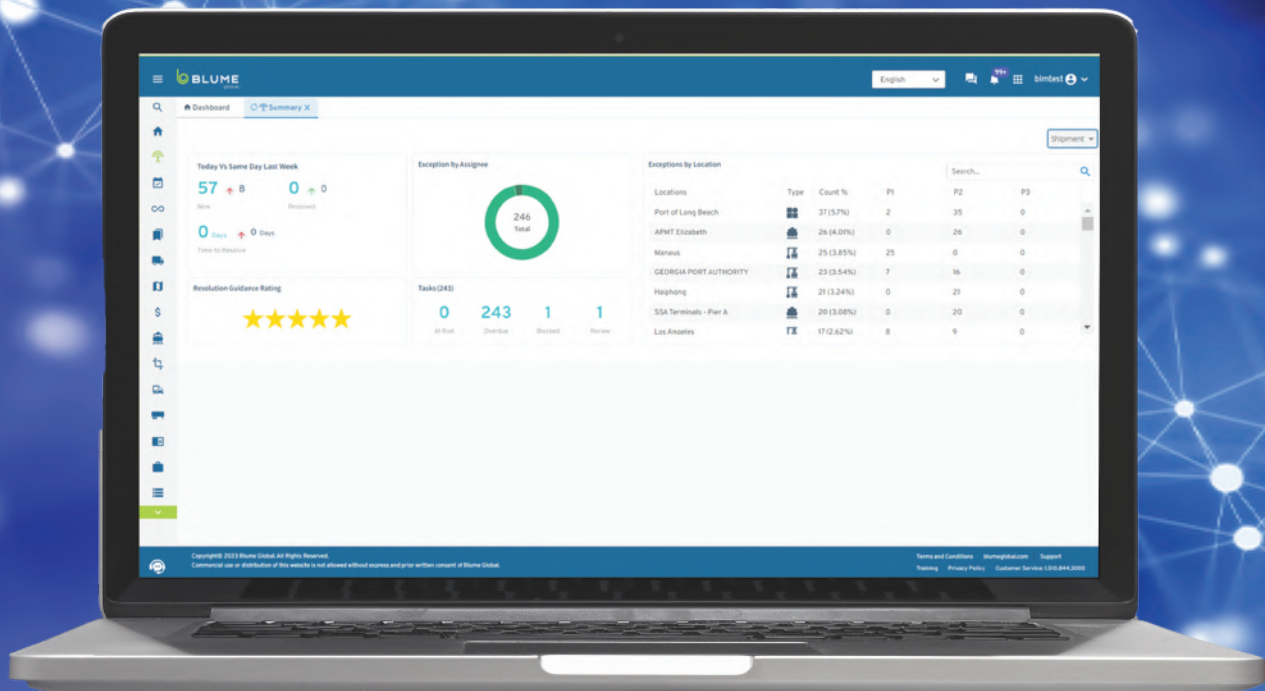 BLUME
English
99+
blmtest
Dashboard
Summary X
Shipment
Today Vs Same Day Last Week
57 8
New
0 0
Resolved
0 Days 0 Days
Time to Resolve
Exception by Assignee
246
Total
Resolution Guidance Rating
Tasks (243)
0 243 1 1
At Risk Overdue Blocked Review
Exceptions by Location
Search...
Locations Type Count % P1 P2 P3
Port of Long Beach 37 (5.7%) 2 35 0
APMT Elizabeth 26 (4.01%) 0 26 0
Manaus 25 (3.85%) 25 0 0
GEORGIA PORT AUTHORITY 23 (3.54%) 7 16 0
Haiphong 21 (3.24%) 0 21 0
SSA Terminals - Pier A 20 (3.08%) 0 20 0
Los Angeles 17 (2.62%) 8 9 0
Copyright© 2023 Blume Global. All Rights Reserved.
Commercial use or distribution of this website is not allowed without express and prior written consent of Blume Global.
Terms and Conditions blumeglobal.com Support
Training Privacy Policy Customer Service: 1.510.844.3000